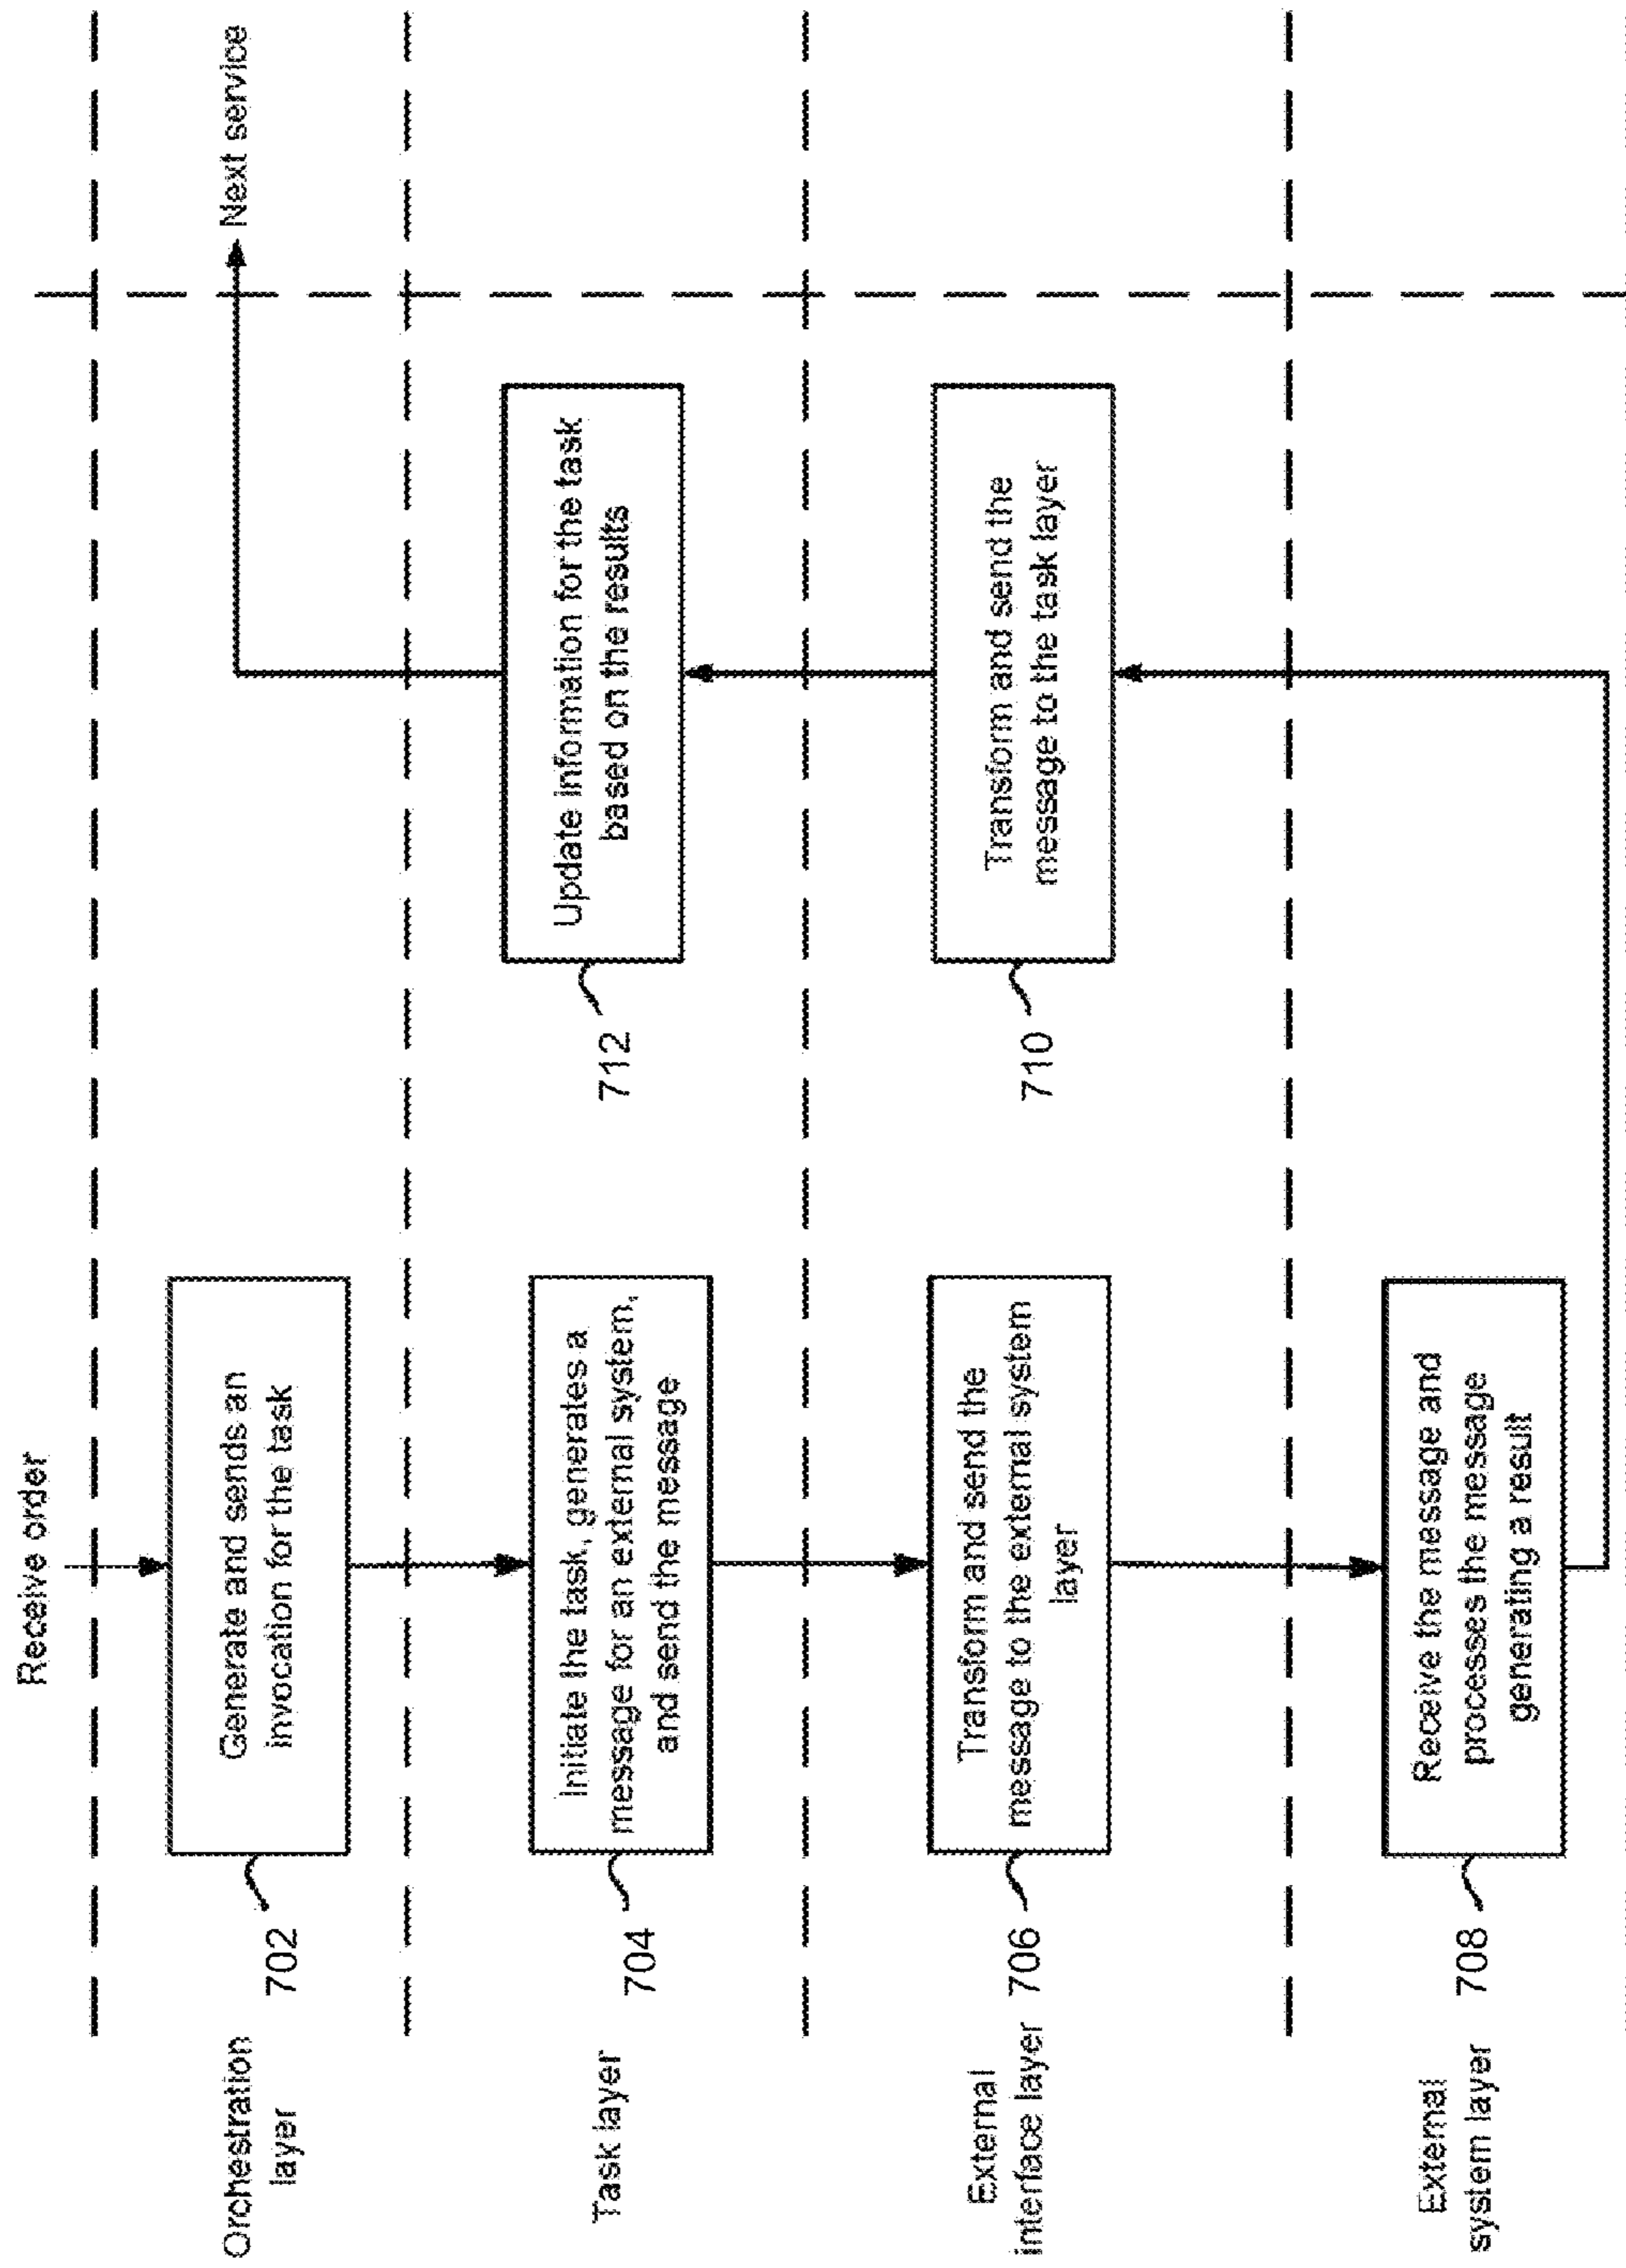 Receive order
Orchestration
layer
702
Generate and sends an
invocation for the task
Next service
Task layer
704
Initiate the task, generates a
message for an external system,
and send the message
712
Update information for the task
based on the results
External
interface layer
706
Transform and send the
message to the external system
layer
710
Transform and send the
message to the task layer
External
system layer
708
Receive the message and
processes the message
generating a result